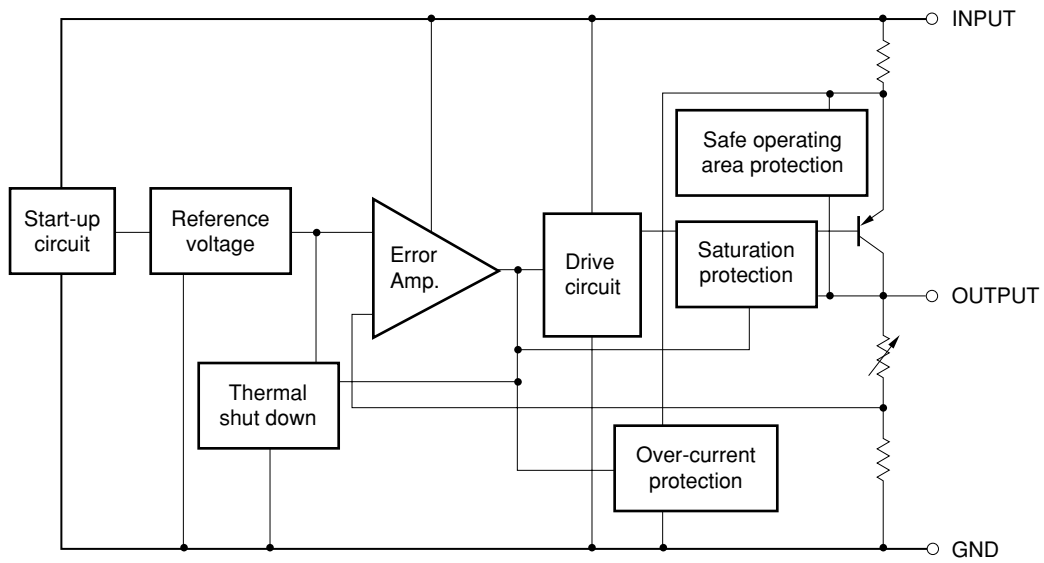 INPUT
Safe operating
area protection
Start-up
circuit
Reference
voltage
Error
Amp.
Drive
circuit
Saturation
protection
OUTPUT
Thermal
shut down
Over-current
protection
GND